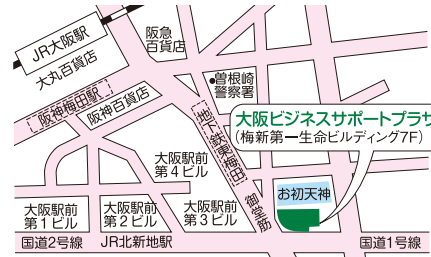 JR大阪駅
大丸百貨店
阪急
百貨店
阪神梅田駅
阪神百貨店
曽根崎
警察署
地下鉄東梅田
大阪ビジネスサポートプラザ
(梅新第一生命ビルディング7F)
大阪駅前
第4ビル
お初天神
御堂筋
大阪駅前
第1ビル
大阪駅前
第2ビル
大阪駅前
第3ビル
国道2号線
JR北新地駅
国道1号線